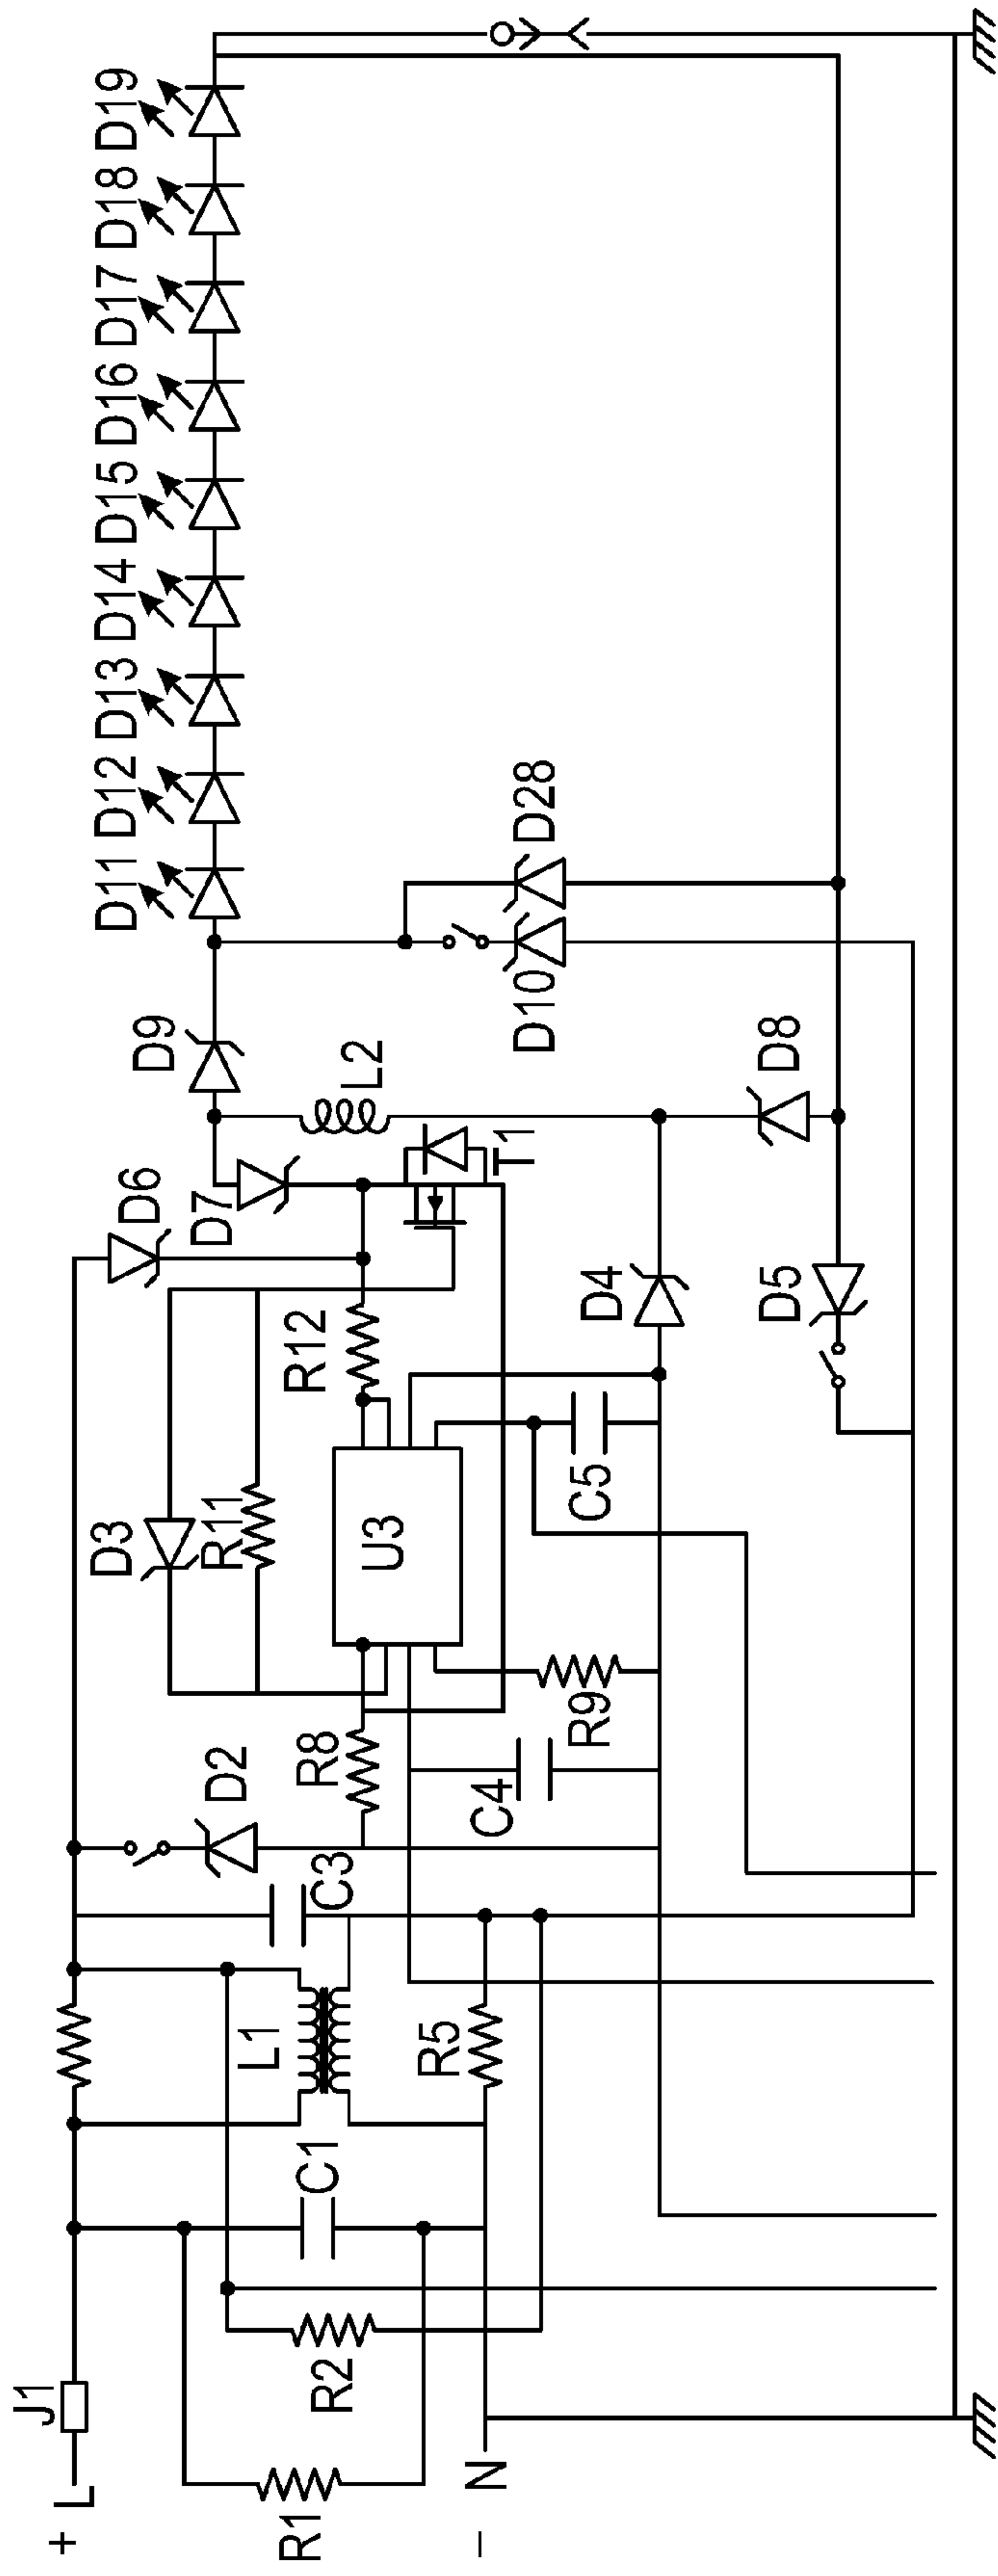 + L
J1
R1
R2
N
–
C1
L1
R5
C3
D2
R8
C4
R9
D3
R11
U3
C5
R12
D6
D7
T1
D4
D5
D9
L2
D8
D10
D28
D11 D12 D13 D14 D15 D16 D17 D18 D19